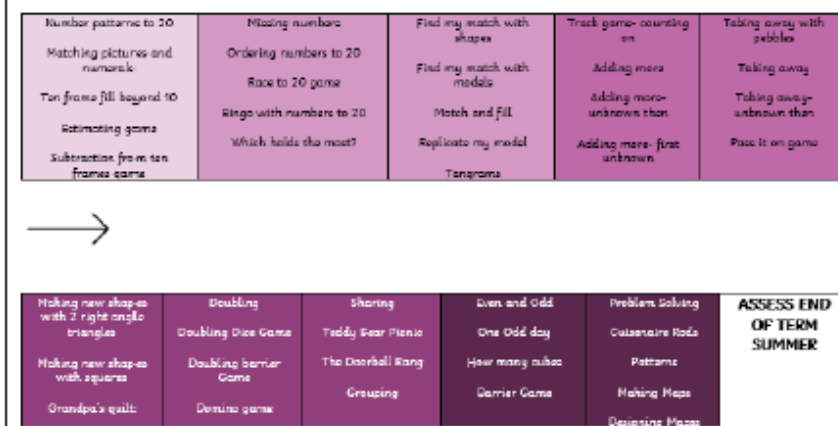 Number patterns to 20
Matching pictures and
numerals
Ten frame fill beyond 10
Estimating game
Subtraction from ten
frames game
Missing numbers
Ordering numbers to 20
Race to 20 game
Bingo with numbers to 20
Which holds the most?
Find my match with
shapes
Find my match with
models
Match and fill
Replicate my model
Tangrams
Track game- counting
on
Adding more
Adding more-
unknown then
Adding more- first
unknown
Taking away with
pebbles
Taking away
Taking away-
unknown then
Pass it on game
Making new shapes
with 2 right angle
triangles
Making new shapes
with squares
Grandpa's quilt
Doubling
Doubling Dice Game
Doubling barrier
Game
Domino game
Sharing
Teddy Bear Picnic
The Doorbell Rang
Grouping
Even and Odd
One Odd day
How many cubes
Barrier Game
Problem Solving
Cuisenaire Rods
Patterns
Making Maps
Designing Mazes
ASSESS END
OF TERM
SUMMER